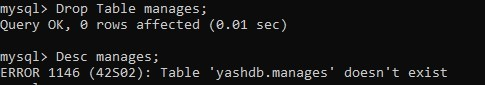 mysql> Drop Table manages;
Query OK, 0 rows affected (0.01 sec)
mysql> Desc manages;
ERROR 1146 (42S02): Table 'yashdb.manages' doesn't exist